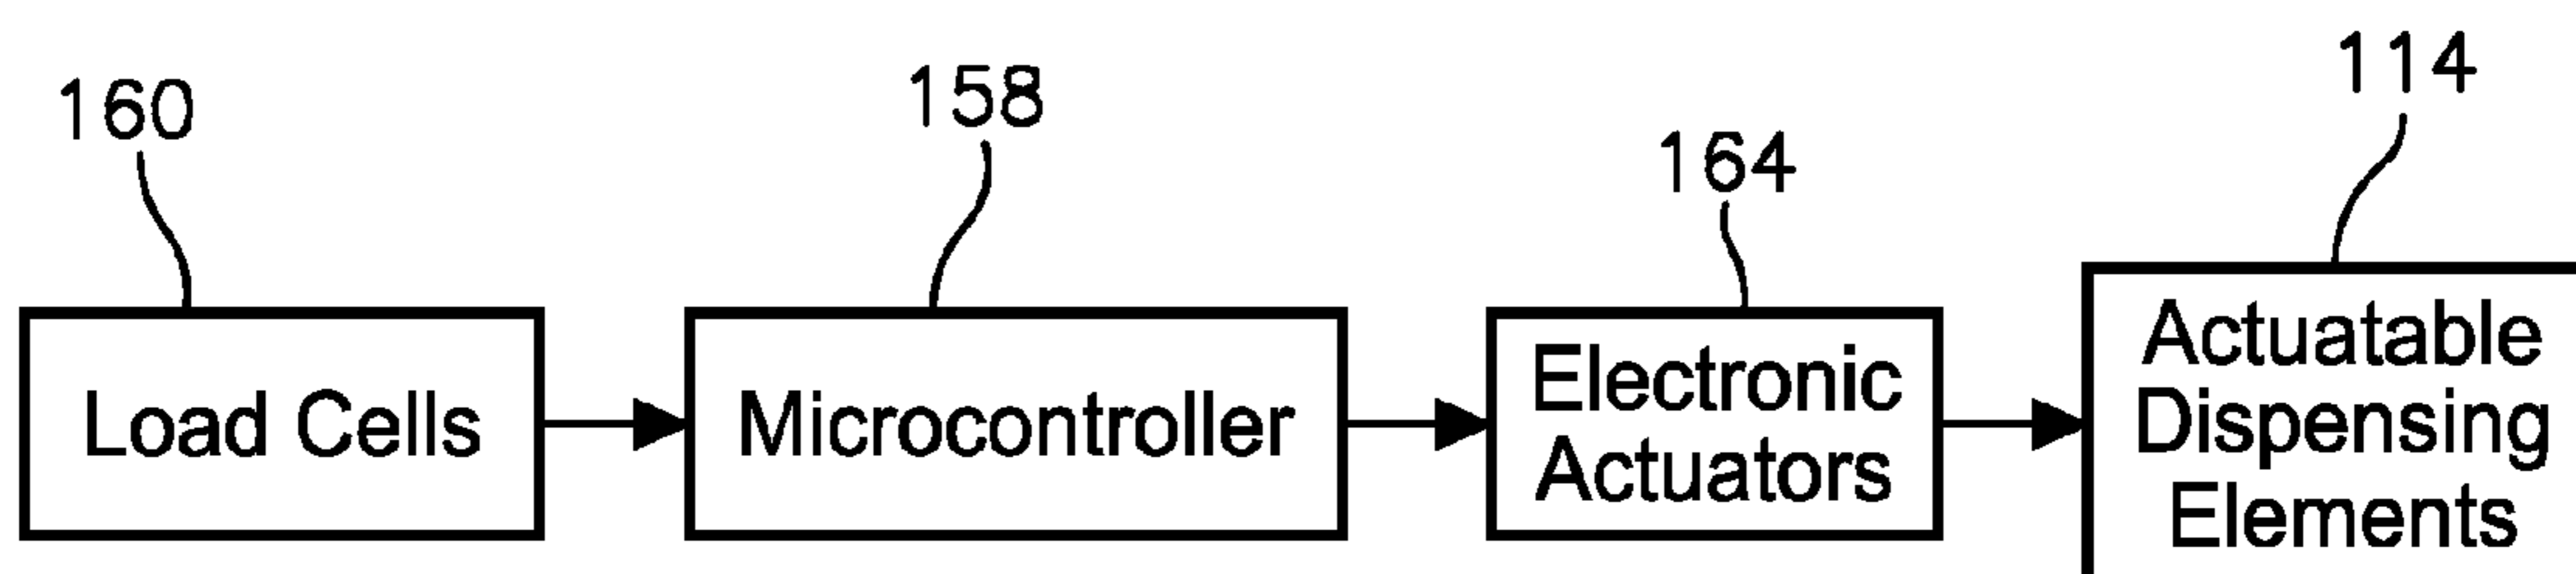 160
158
164
114
Load Cells
Microcontroller
Electronic
Actuators
Actuatable
Dispensing
Elements